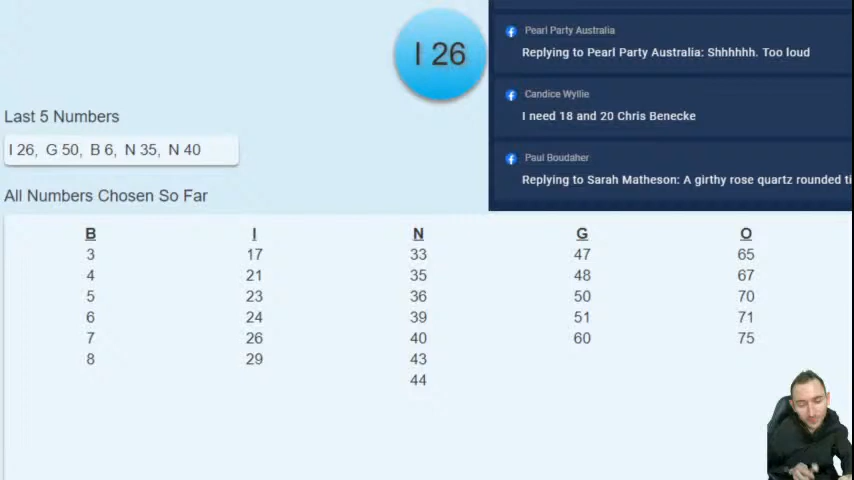 I 26
Pearl Party Australia
Replying to Pearl Party Australia: Shhhhhh. Too loud
Candice Wyllie
I need 18 and 20 Chris Benecke
Paul Boudaher
Replying to Sarah Matheson: A girthy rose quartz rounded ti
Last 5 Numbers
I 26, G 50, B 6, N 35, N 40
All Numbers Chosen So Far
B I N G O
3 17 33 47 65
4 21 35 48 67
5 23 36 50 70
6 24 39 51 71
7 26 40 60 75
8 29 43
44